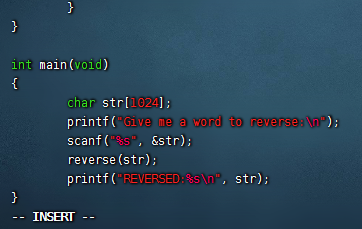 }
}
int main(void)
{
char str[1024];
printf("Give me a word to reverse:\n");
scanf("%s", &str);
reverse(str);
printf("REVERSED:%s\n", str);
}
-- INSERT --